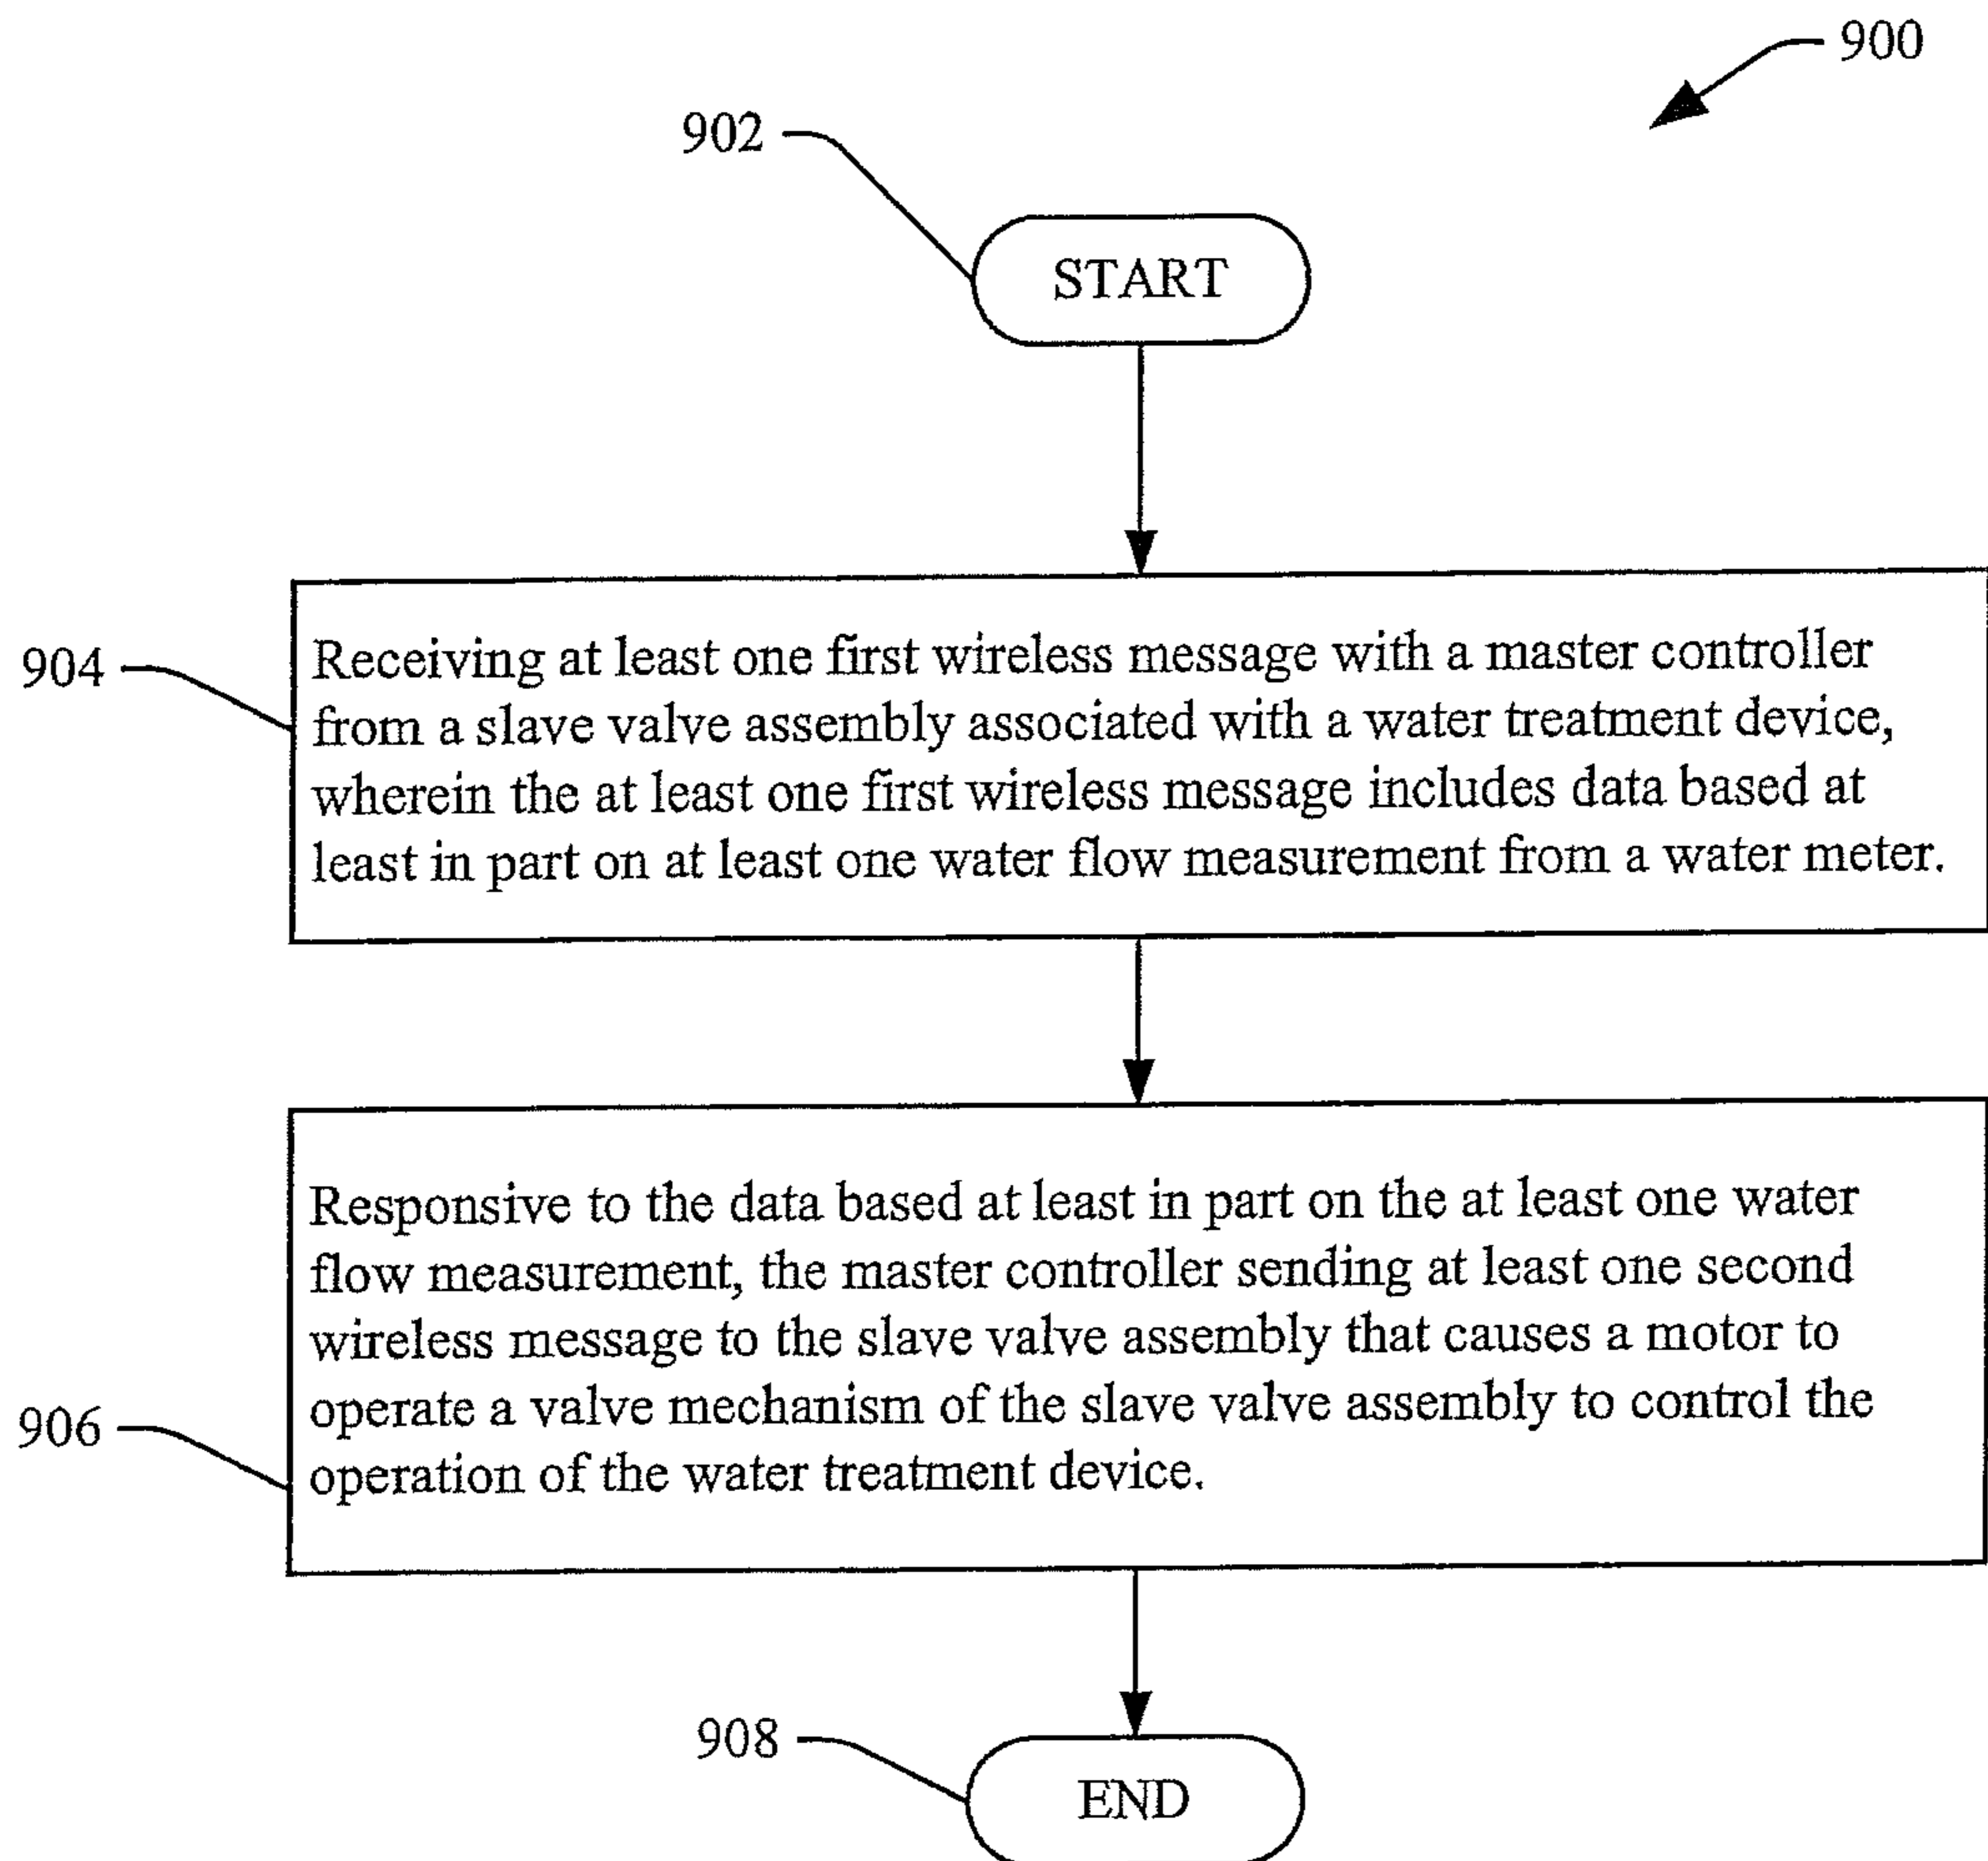 900
902
START
904
Receiving at least one first wireless message with a master controller
from a slave valve assembly associated with a water treatment device,
wherein the at least one first wireless message includes data based at
least in part on at least one water flow measurement from a water meter.
Responsive to the data based at least in part on the at least one water
flow measurement, the master controller sending at least one second
wireless message to the slave valve assembly that causes a motor to
operate a valve mechanism of the slave valve assembly to control the
operation of the water treatment device.
906
908
END